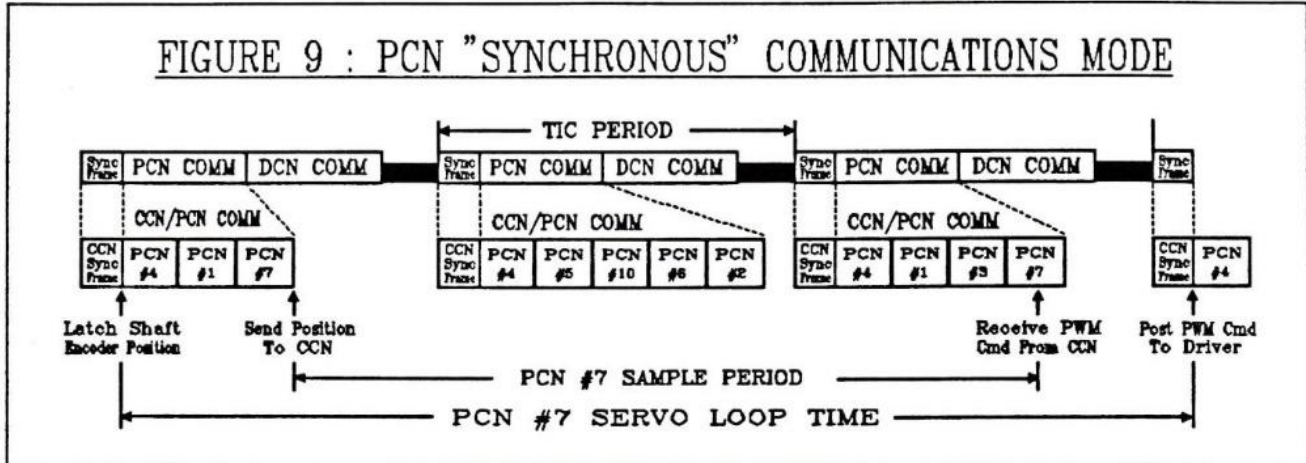 FIGURE 9 : PCN "SYNCHRONOUS" COMMUNICATIONS MODE
TIC PERIOD
Sync Frame PCN COMM DCN COMM Sync Frame PCN COMM DCN COMM Sync Frame PCN COMM DCN COMM Sync Frame
CCN/PCN COMM CCN/PCN COMM CCN/PCN COMM
CCN Sync Frame PCN #4 PCN #1 PCN #7 CCN Sync Frame PCN #4 PCN #5 PCN #10 PCN #6 PCN #2 CCN Sync Frame PCN #4 PCN #1 PCN #3 PCN #7 CCN Sync Frame PCN #4
Latch Shaft Send Position Receive PWM Post PWM Cmd
Encoder Position To CCN Cmd From CCN To Driver
PCN #7 SAMPLE PERIOD
PCN #7 SERVO LOOP TIME